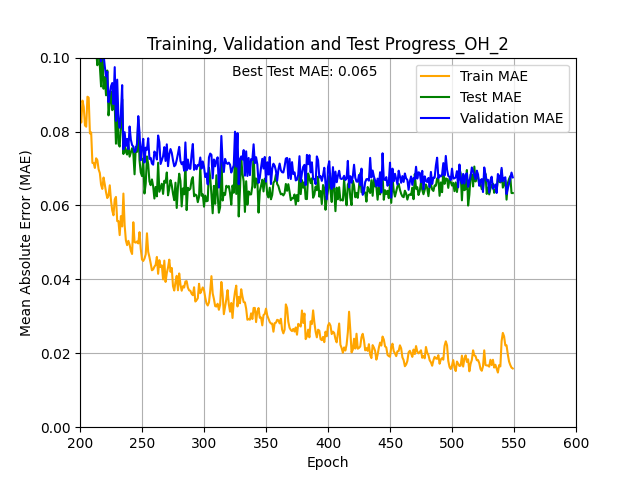 Training, Validation and Test Progress_OH_2
Best Test MAE: 0.065
Train MAE
Test MAE
Validation MAE
Mean Absolute Error (MAE)
0.10
0.08
0.06
0.04
0.02
0.00
200 250 300 350 400 450 500 550 600
Epoch